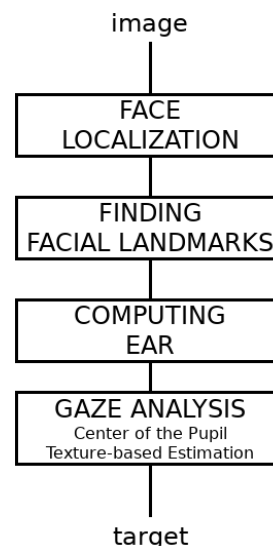 image
FACE
LOCALIZATION
FINDING
FACIAL LANDMARKS
COMPUTING
EAR
GAZE ANALYSIS
Center of the Pupil
Texture-based Estimation
target